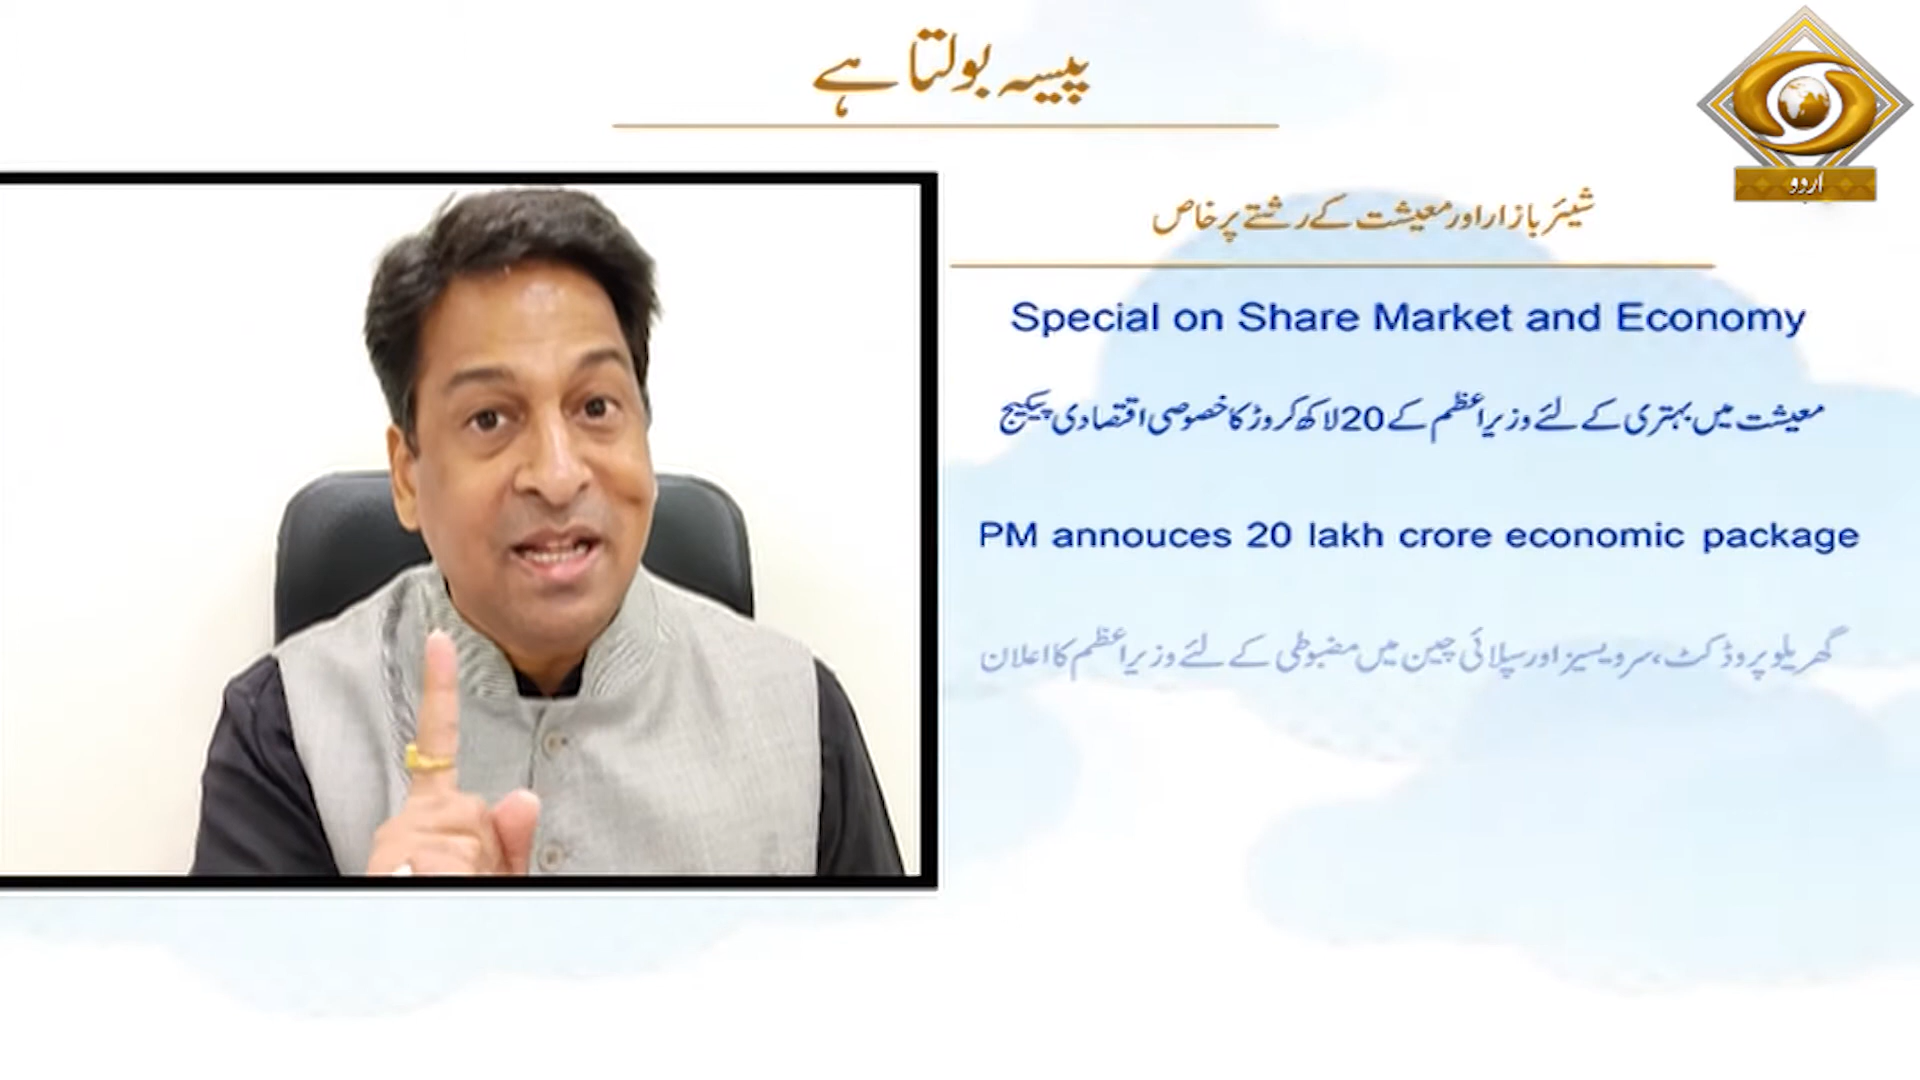 پیسہ بولتا ہے
اردو
شیئر بازار اور معیشت کے رشتے پر خاص
Special on Share Market and Economy
معیشت میں بہتری کے لئے وزیر اعظم کے 20 لاکھ کروڑ کا خصوصی اقتصادی پیکیج
PM annouces 20 lakh crore economic package
گھریلو پروڈکٹ، سرویسیز اور سپلائی چین میں مضبوطی کے لئے وزیر اعظم کا اعلان